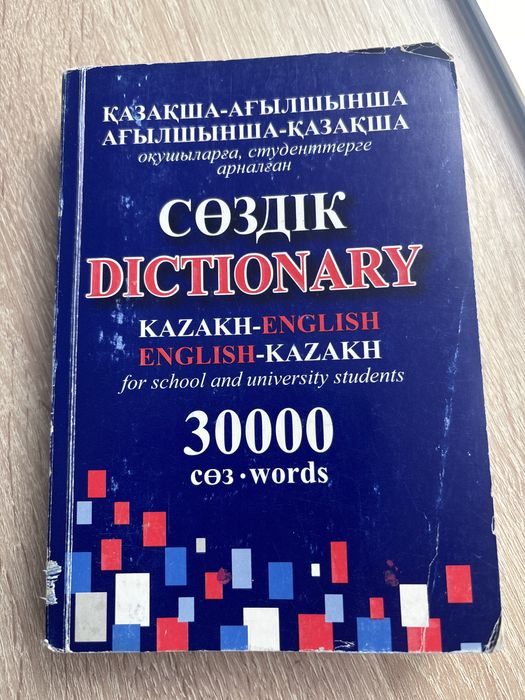 ҚАЗАҚША-АҒЫЛШЫНША
АҒЫЛШЫНША-ҚАЗАҚША
оқушыларға, студенттерге
арналған
СӨЗДІК
DICTIONARY
KAZAKH-ENGLISH
ENGLISH-KAZAKH
for school and university students
30000
сөз • words